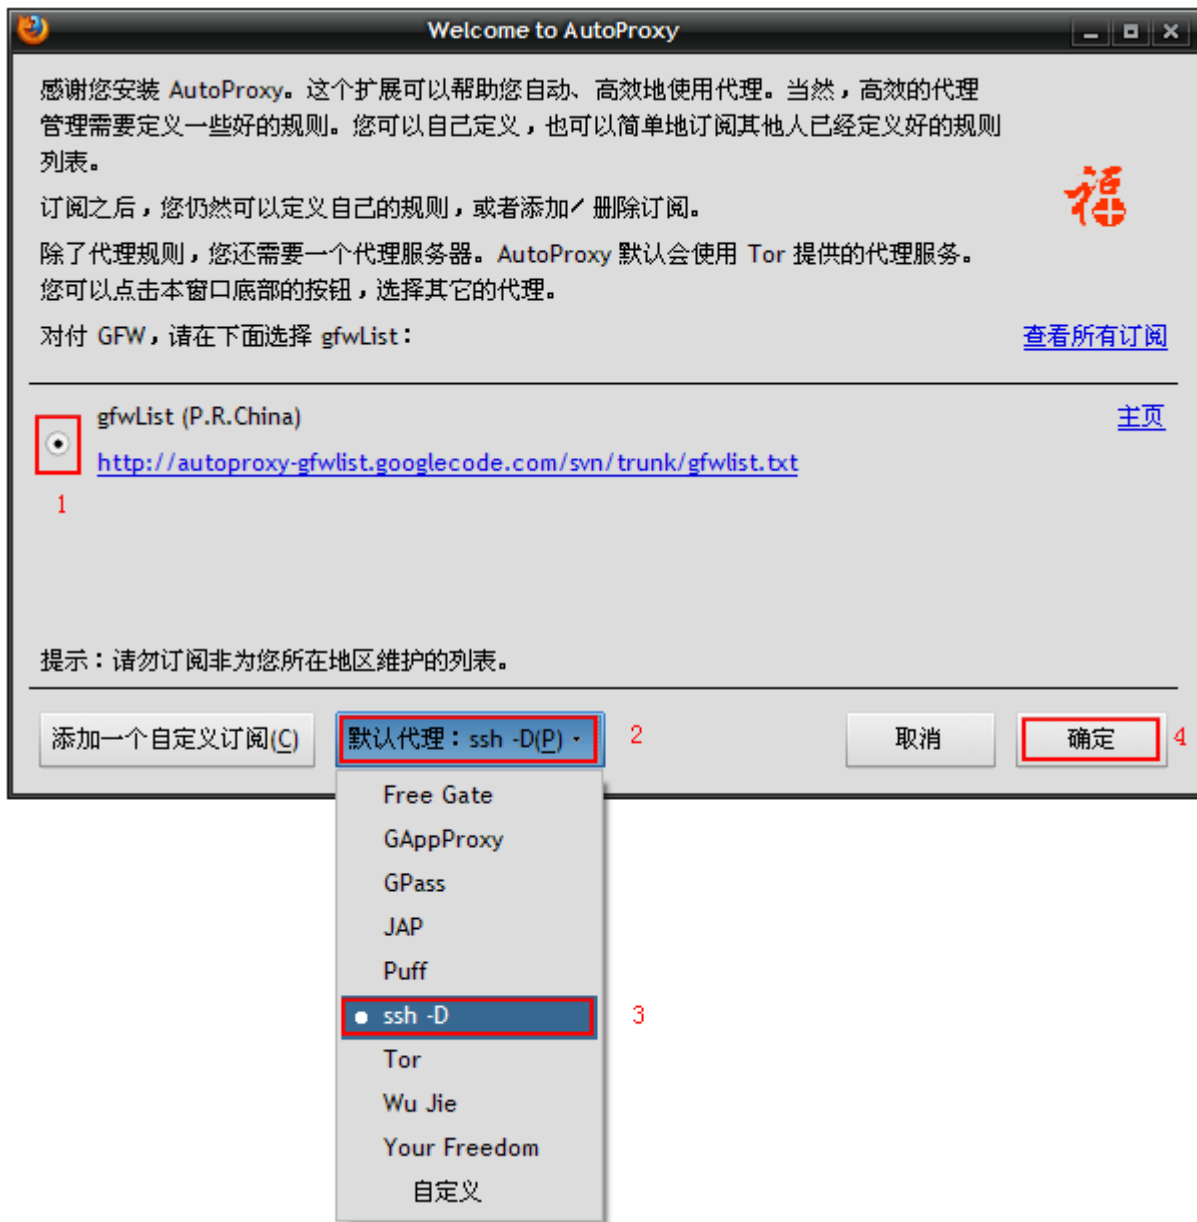 Welcome to AutoProxy
感谢您安装 AutoProxy。这个扩展可以帮助您自动、高效地使用代理。当然，高效的代理
管理需要定义一些好的规则。您可以自己定义，也可以简单地订阅其他人已经定义好的规则
列表。
福
订阅之后，您仍然可以定义自己的规则，或者添加/ 删除订阅。
除了代理规则，您还需要一个代理服务器。AutoProxy 默认会使用 Tor 提供的代理服务。
您可以点击本窗口底部的按钮，选择其它的代理。
对付 GFW，请在下面选择 gfwList：
查看所有订阅
gfwList (P.R.China)
主页
http://autoproxy-gfwlist.googlecode.com/svn/trunk/gfwlist.txt
1
提示：请勿订阅非为您所在地区维护的列表。
添加一个自定义订阅(C)
默认代理：ssh -D(P)
2
取消
确定
4
Free Gate
GAppProxy
GPass
JAP
Puff
ssh -D
3
Tor
Wu Jie
Your Freedom
自定义